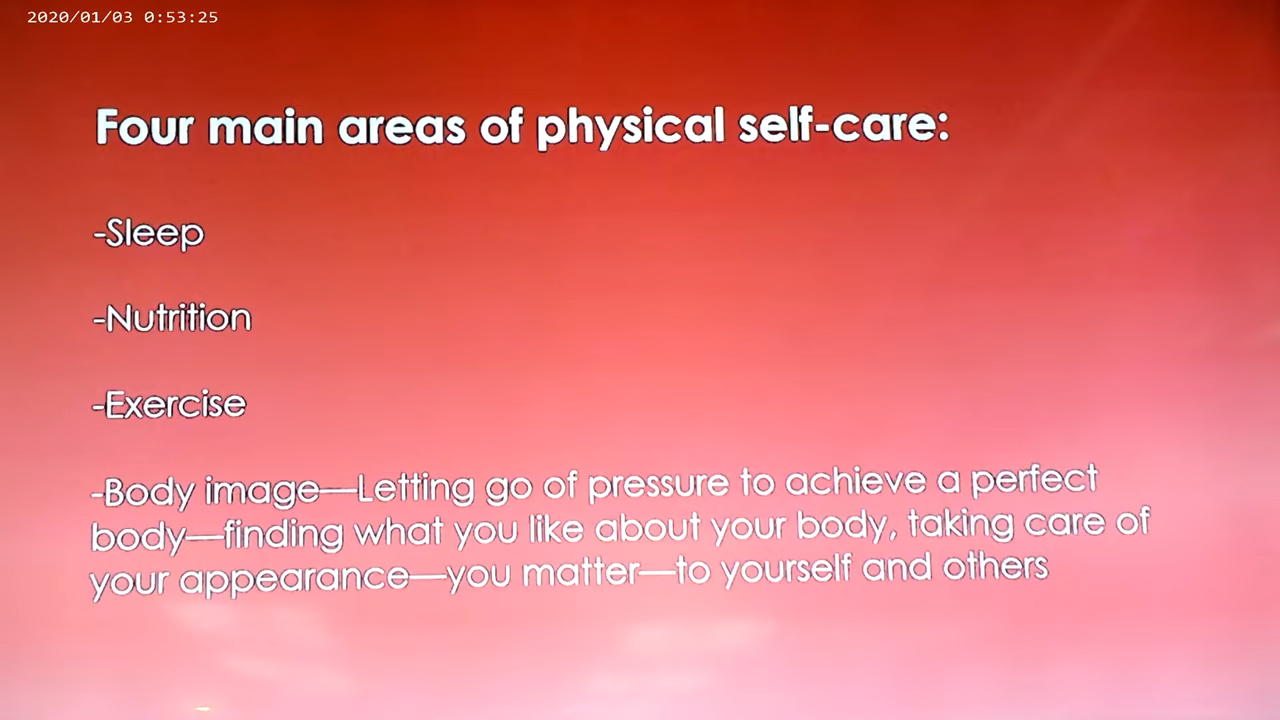 2020/01/03 0:53:25
Four main areas of physical self-care:
-Sleep
-Nutrition
-Exercise
-Body image—Letting go of pressure to achieve a perfect
body—finding what you like about your body, taking care of
your appearance—you matter—to yourself and others